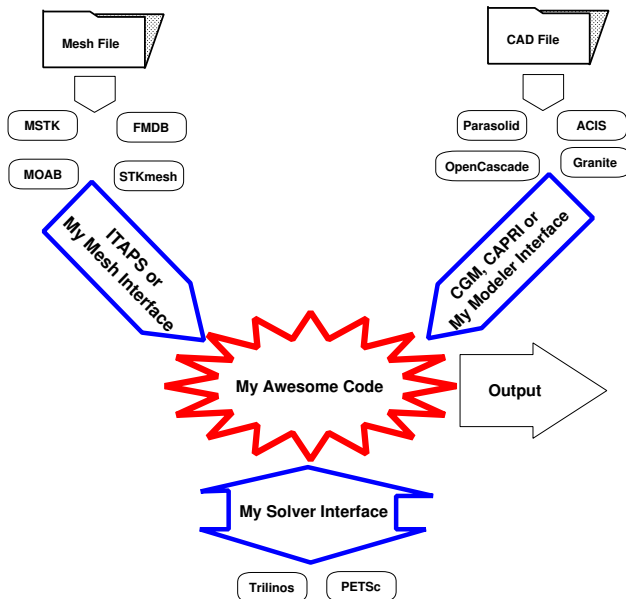 Mesh File
CAD File
MSTK
FMDB
MOAB
STKmesh
Parasolid
ACIS
OpenCascade
Granite
ITAPS or
My Mesh Interface
CGM, CAPRI or
My Modeler Interface
My Awesome Code
Output
My Solver Interface
Trilinos
PETSc